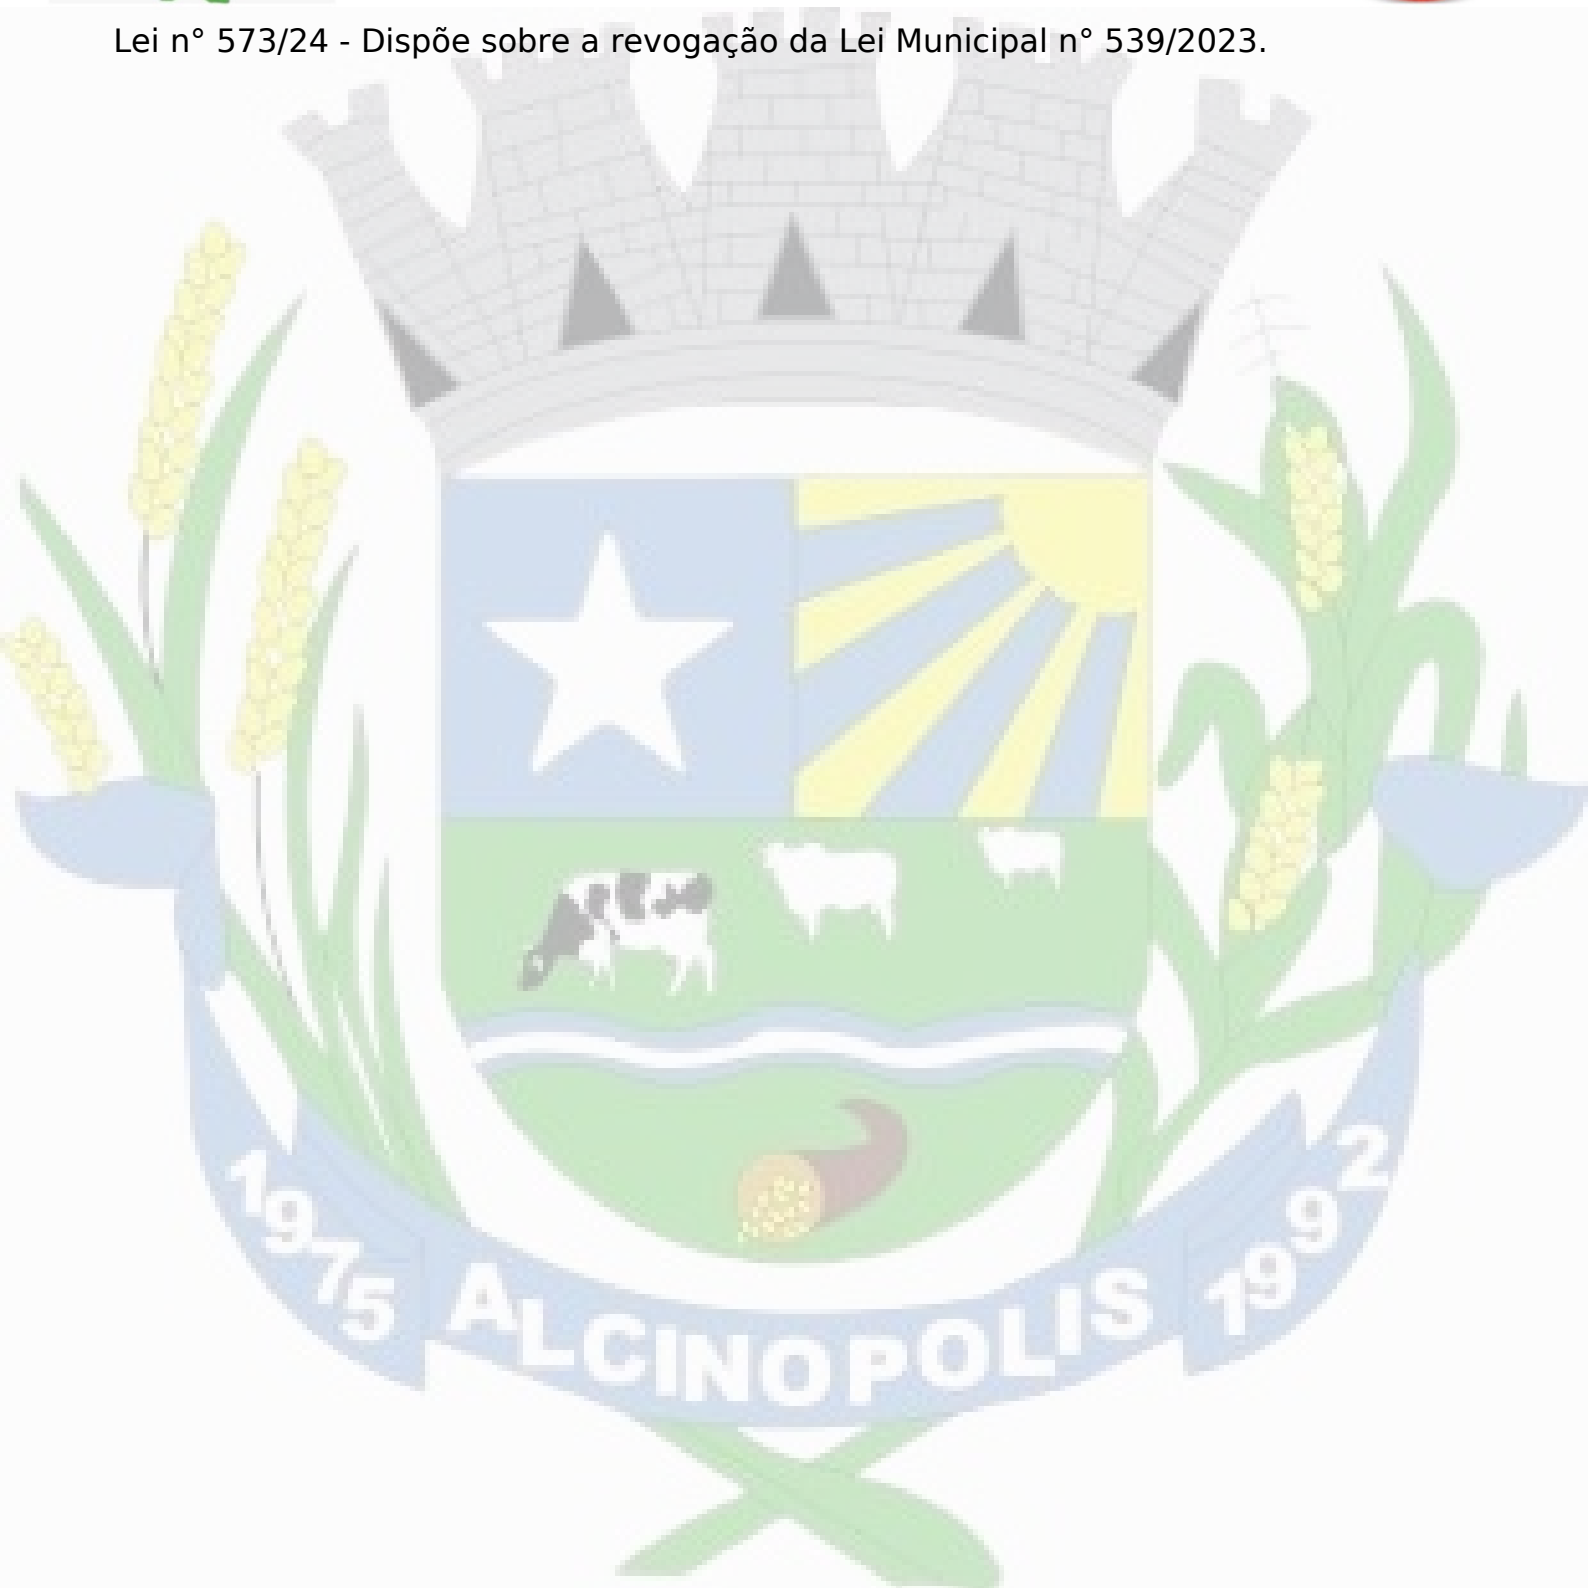 Lei n° 573/24 - Dispõe sobre a revogação da Lei Municipal n° 539/2023.
1975 ALCINOPOLIS 1992